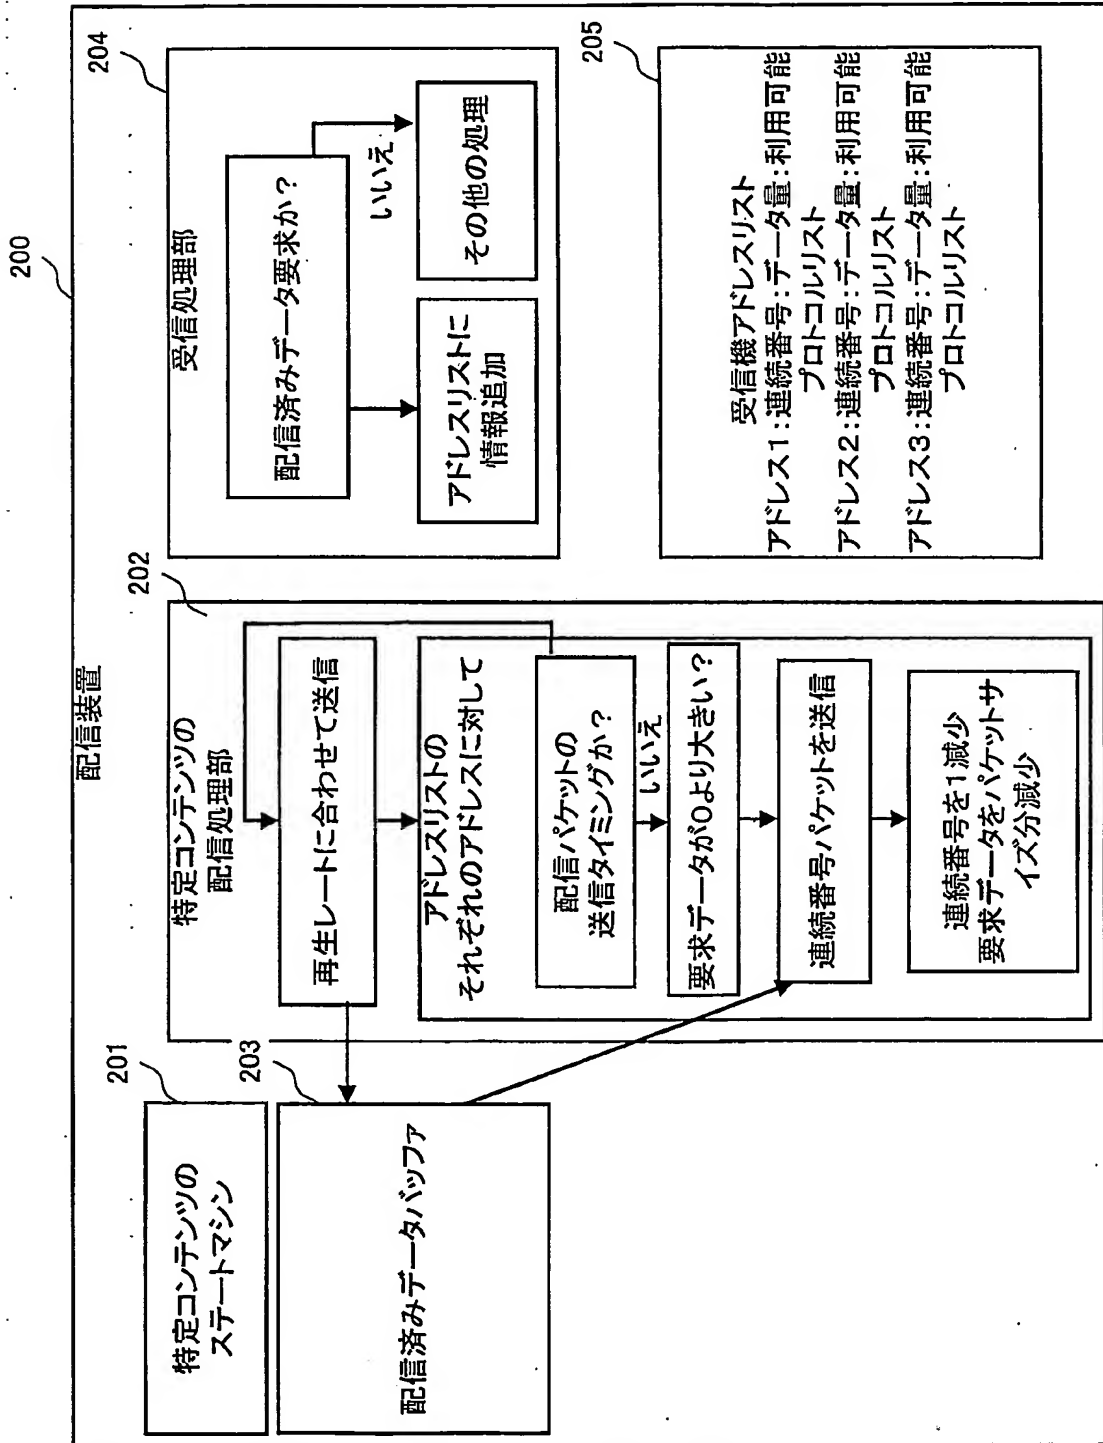 200
配信装置
201
特定コンテンツの
ステートマシン
203
配信済みデータバッファ
202
特定コンテンツの
配信処理部
再生レートに合わせて送信
アドレスリストの
それぞれのアドレスに対して
配信パケットの
送信タイミングか?
いいえ
要求データが0より大きい?
連続番号パケットを送信
連続番号を1減少
要求データをパケットサ
イズ分減少
204
受信処理部
配信済みデータ要求か?
いいえ
アドレスリストに
情報追加
その他の処理
205
受信機アドレスリスト
アドレス1:連続番号:データ量:利用可能
プロトコルリスト
アドレス2:連続番号:データ量:利用可能
プロトコルリスト
アドレス3:連続番号:データ量:利用可能
プロトコルリスト